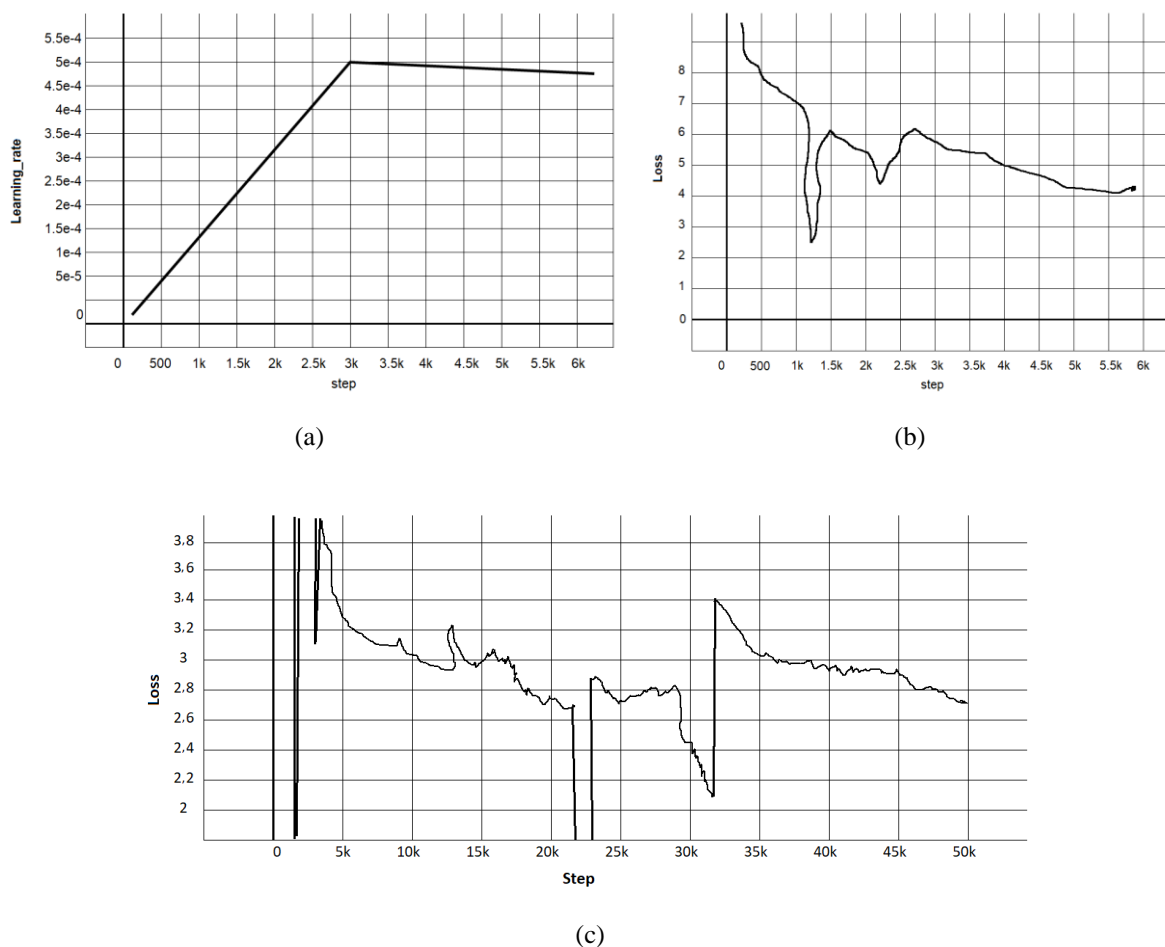 5.5e-4
5e-4
4.5e-4
4e-4
3.5e-4
3e-4
2.5e-4
2e-4
1.5e-4
1e-4
5e-5
0
Learning_rate
0 500 1k 1.5k 2k 2.5k 3k 3.5k 4k 4.5k 5k 5.5k 6k
step
(a)
8
7
6
5
4
3
2
1
0
Loss
0 500 1k 1.5k 2k 2.5k 3k 3.5k 4k 4.5k 5k 5.5k 6k
step
(b)
3.8
3.6
3.4
3.2
3
2.8
2.6
2.4
2.2
2
Loss
0 5k 10k 15k 20k 25k 30k 35k 40k 45k 50k
Step
(c)